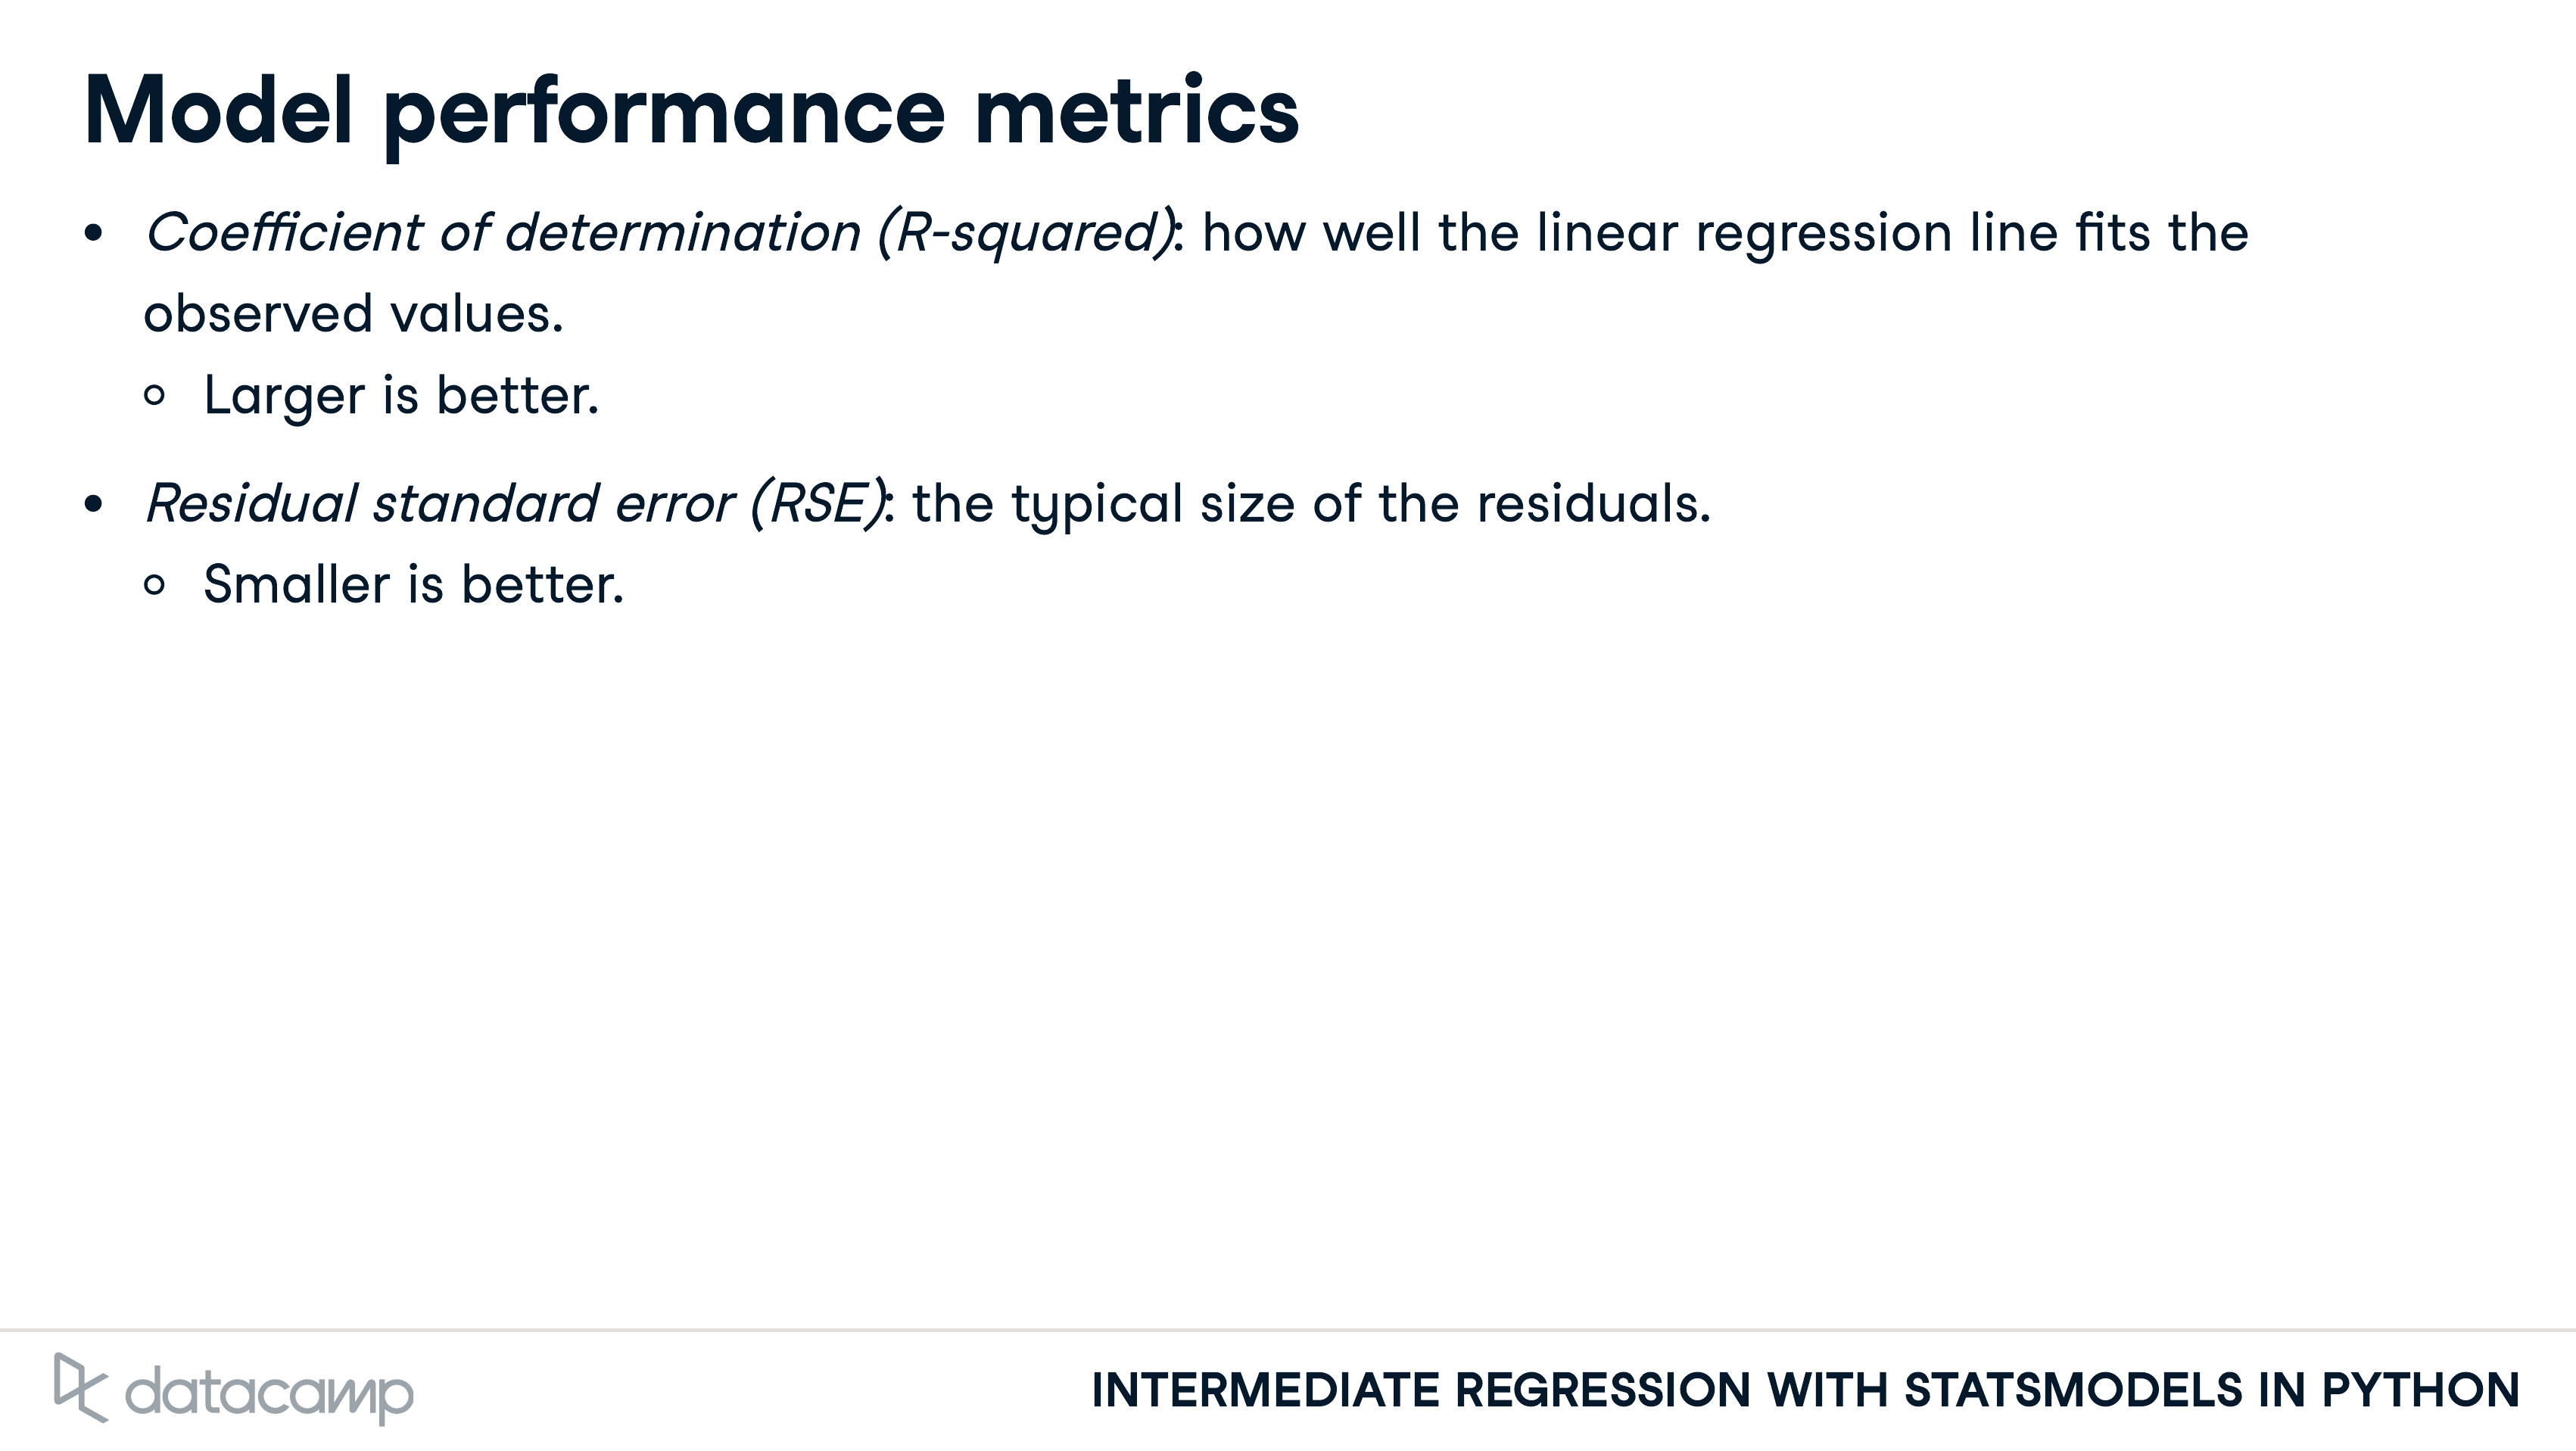 Model performance metrics
• Coefficient of determination (R-squared): how well the linear regression line fits the
observed values.
○ Larger is better.
• Residual standard error (RSE): the typical size of the residuals.
○ Smaller is better.
datacamp
INTERMEDIATE REGRESSION WITH STATSMODELS IN PYTHON